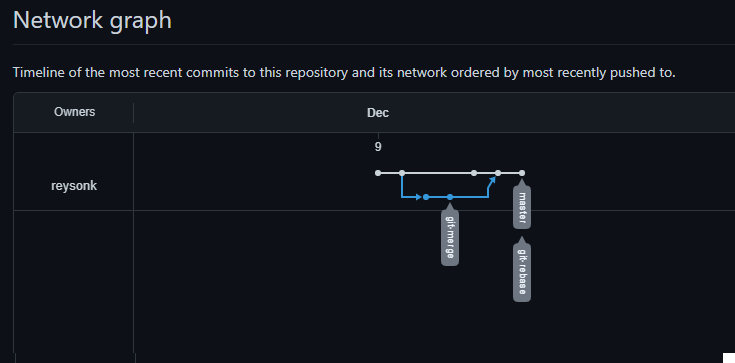 Network graph
Timeline of the most recent commits to this repository and its network ordered by most recently pushed to.
Owners
Dec
9
reysonk
master
git-merge
git-rebase